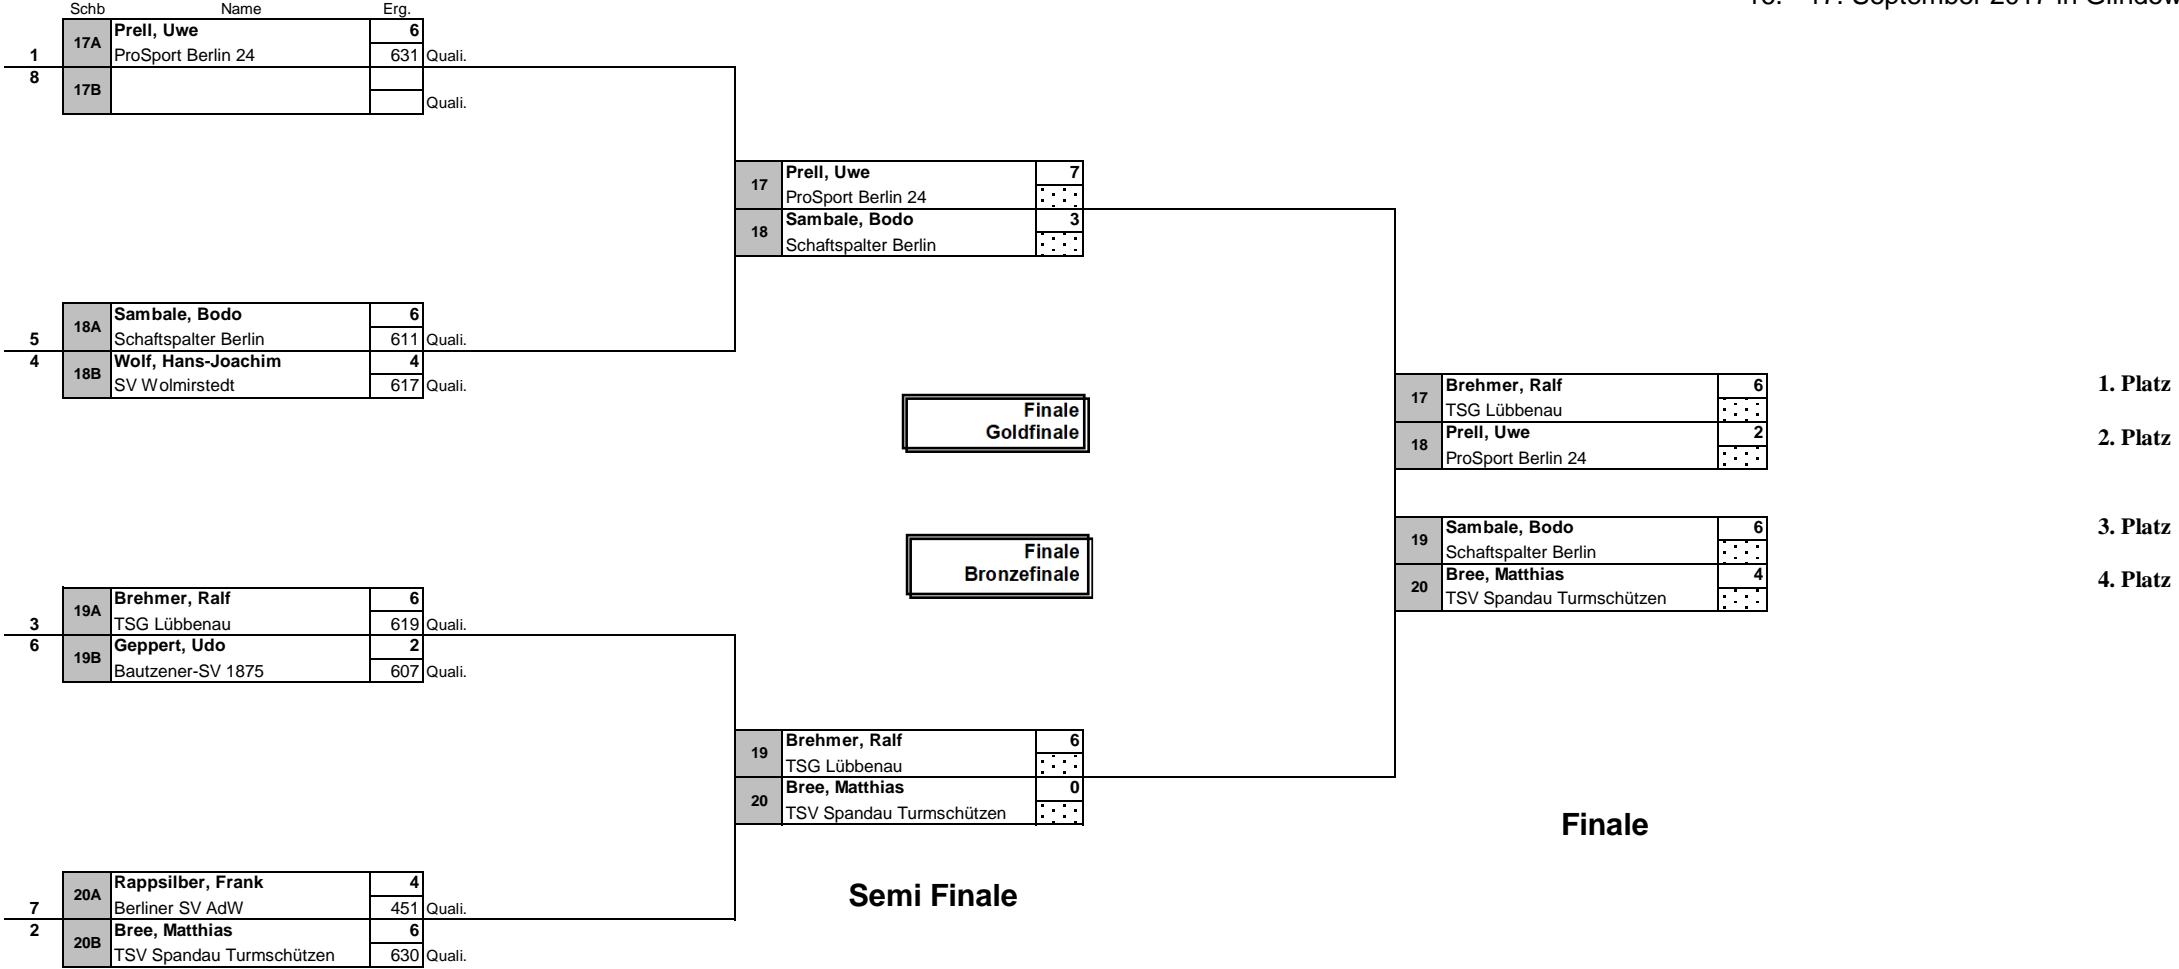 17. September 2017 in Glindow
Schb Name Erg.
17A Prell, Uwe 6
1 ProSport Berlin 24 631 Quali.
8 17B
Quali.
17 Prell, Uwe 7
ProSport Berlin 24
18 Sambale, Bodo 3
Schaftspalter Berlin
18A Sambale, Bodo 6
5 Schaftspalter Berlin 611 Quali.
4 18B Wolf, Hans-Joachim 4
SV Wolmirstedt 617 Quali.
Finale
Goldfinale
17 Brehmer, Ralf 6 1. Platz
TSG Lübbenau
18 Prell, Uwe 2 2. Platz
ProSport Berlin 24
Finale
Bronzefinale
19 Sambale, Bodo 6 3. Platz
Schaftspalter Berlin
20 Bree, Matthias 4 4. Platz
TSV Spandau Turmschützen
19A Brehmer, Ralf 6
3 TSG Lübbenau 619 Quali.
6 19B Geppert, Udo 2
Bautzener-SV 1875 607 Quali.
19 Brehmer, Ralf 6
TSG Lübbenau
20 Bree, Matthias 0
TSV Spandau Turmschützen
Finale
Semi Finale
20A Rappsilber, Frank 4
7 Berliner SV AdW 451 Quali.
2 20B Bree, Matthias 6
TSV Spandau Turmschützen 630 Quali.